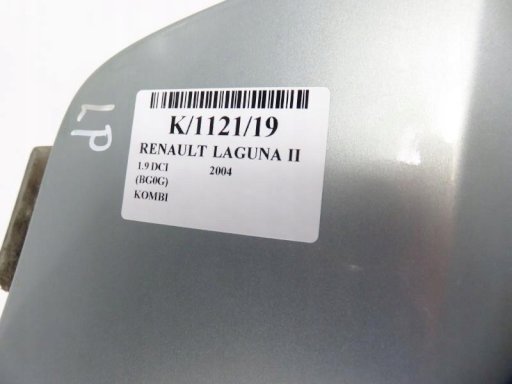 LP
K/1121/19
RENAULT LAGUNA II
1.9 DCI 2004
(BG0G)
KOMBI